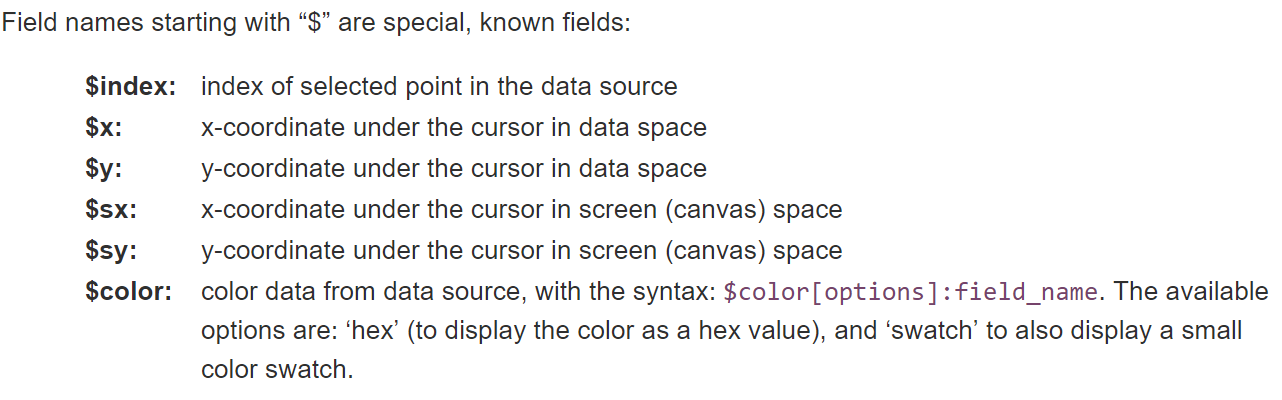 Field names starting with “$” are special, known fields:
$index: index of selected point in the data source
$x: x-coordinate under the cursor in data space
$y: y-coordinate under the cursor in data space
$sx: x-coordinate under the cursor in screen (canvas) space
$sy: y-coordinate under the cursor in screen (canvas) space
$color: color data from data source, with the syntax: $color[options]:field_name. The available
options are: ‘hex’ (to display the color as a hex value), and ‘swatch’ to also display a small
color swatch.